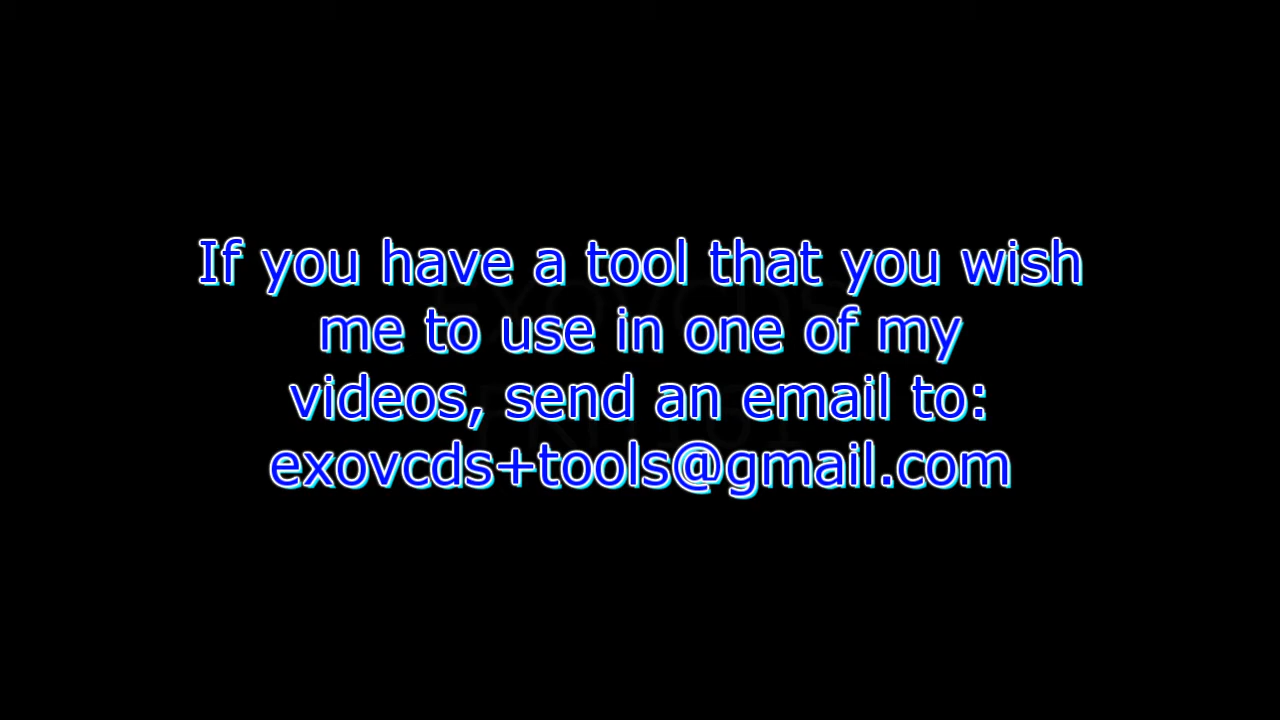 If you have a tool that you wish
me to use in one of my
videos, send an email to:
exovcds+tools@gmail.com